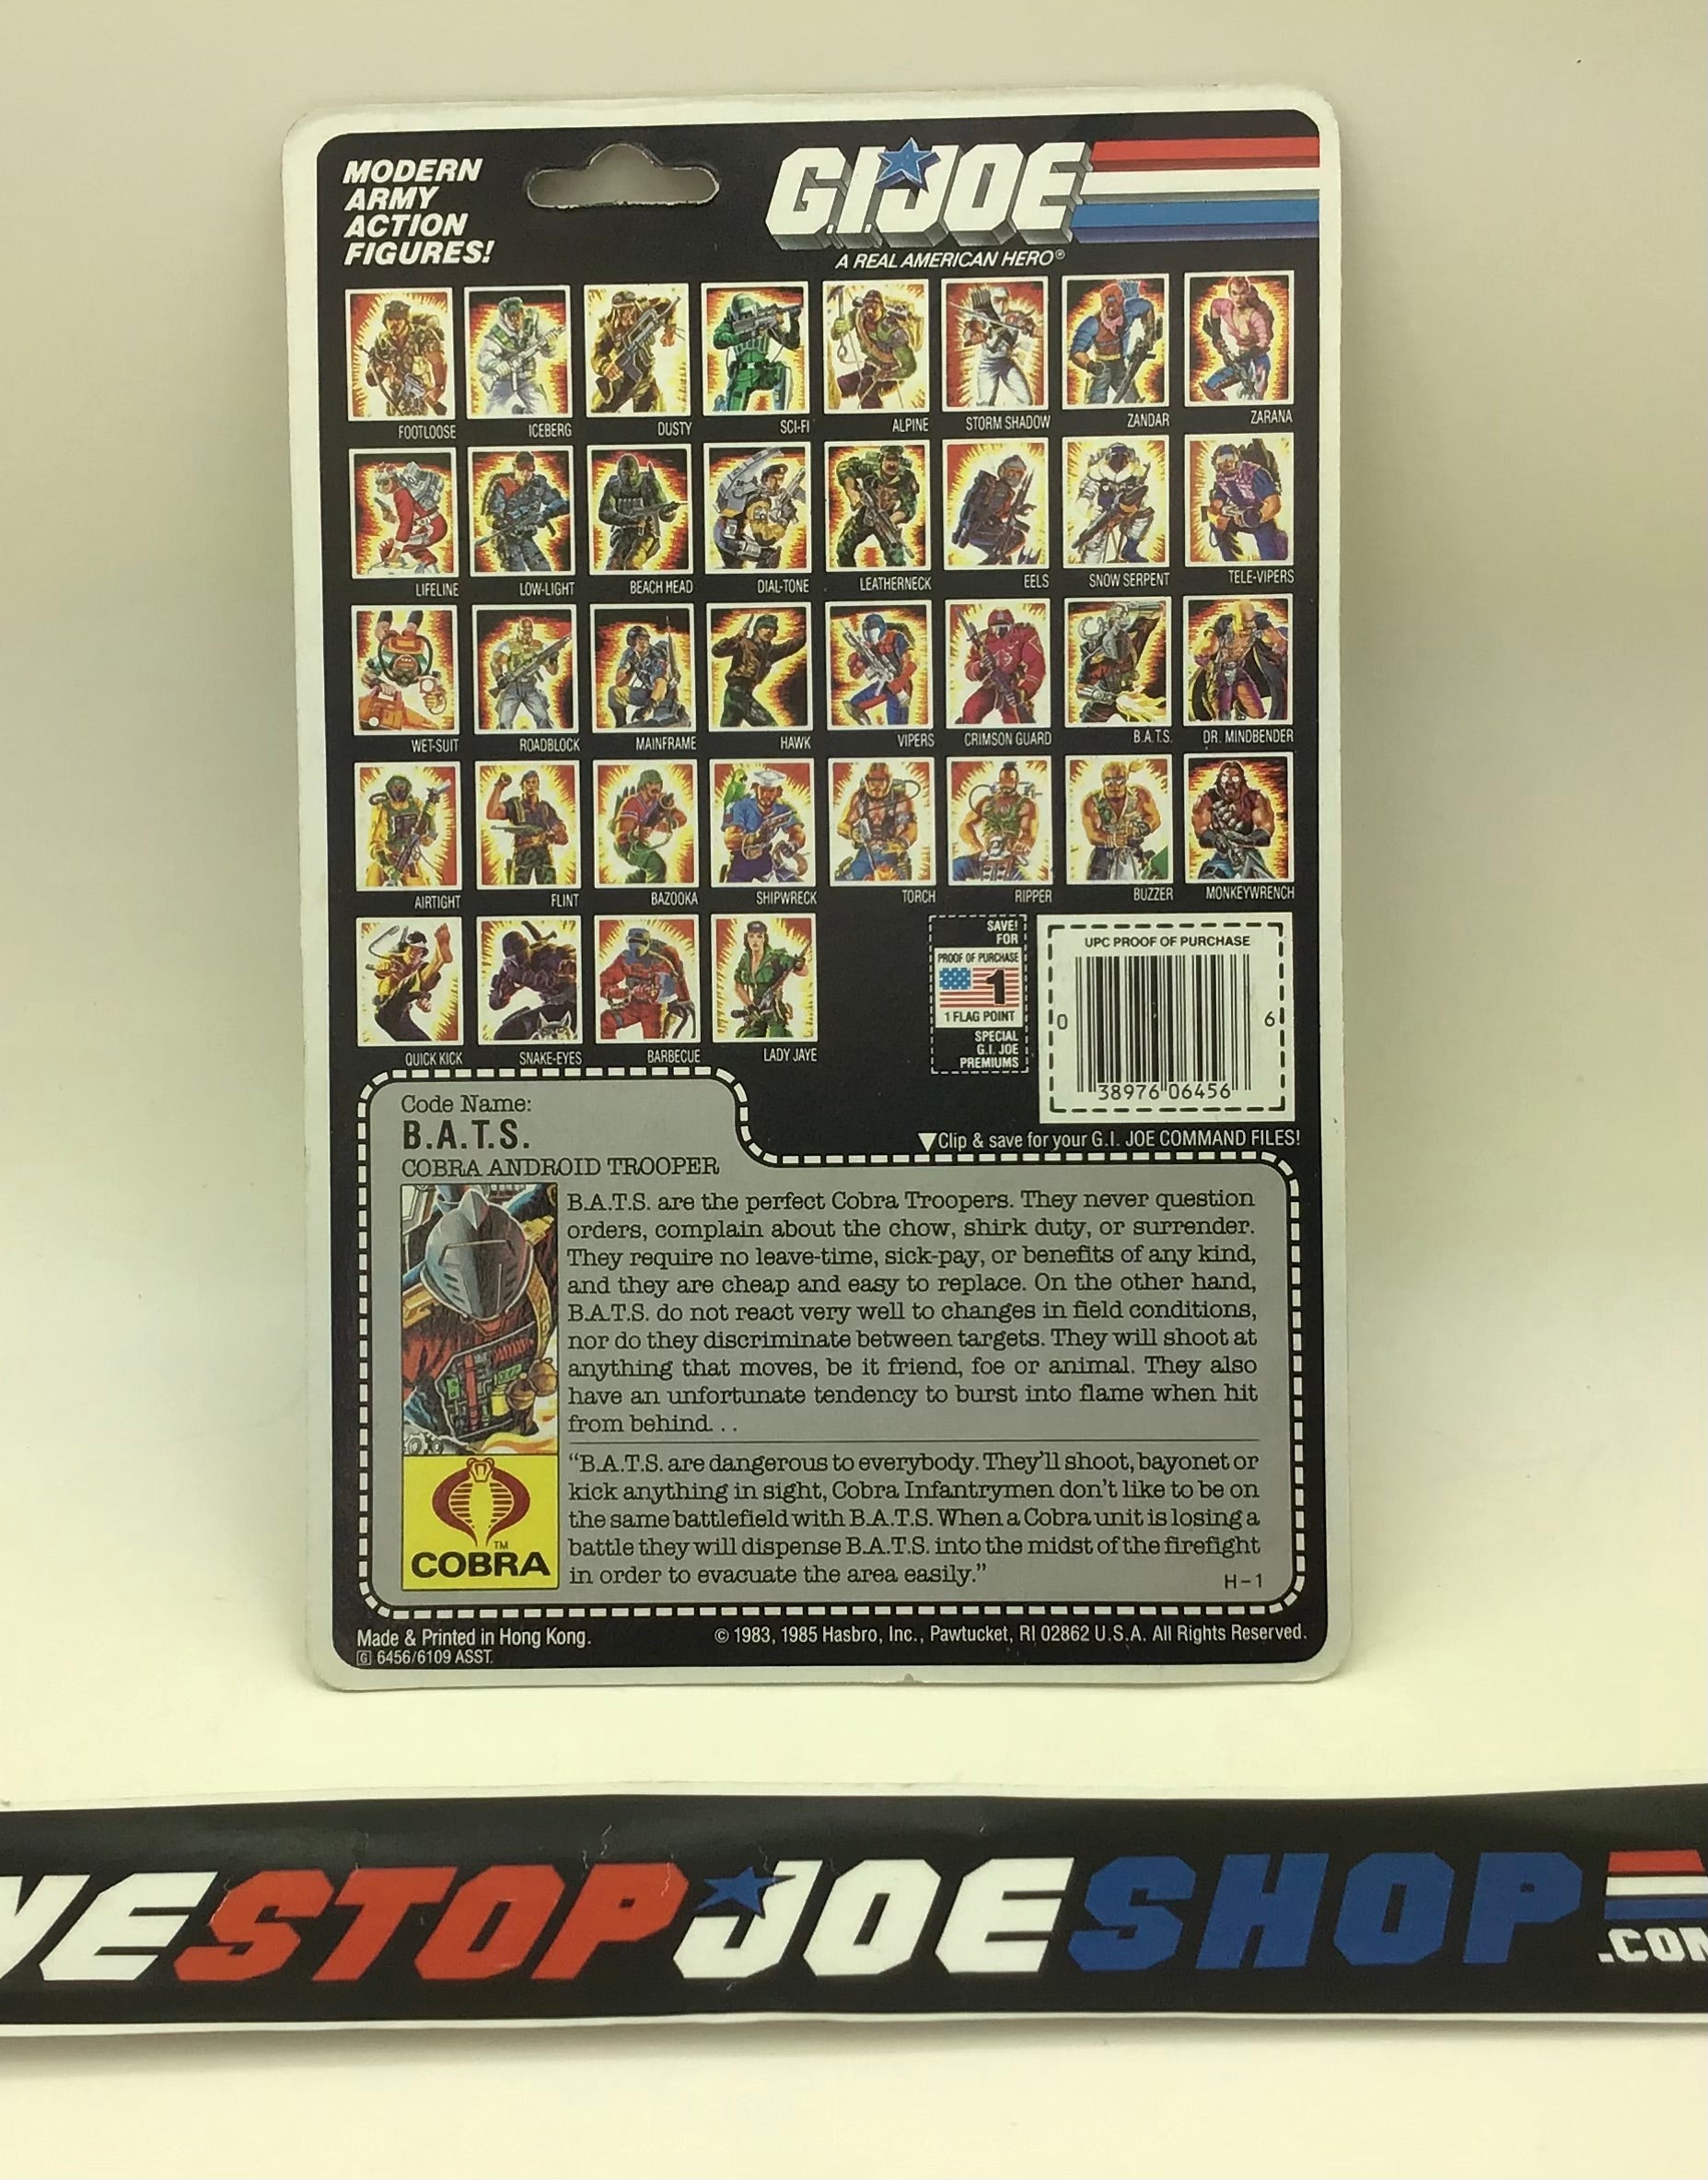 MODERN
ARMY
ACTION
FIGURES!
G.I.JOE
A REAL AMERICAN HERO®
FOOTLOOSE ICEBERG DUSTY SCI-FI ALPINE STORM SHADOW ZANDAR ZARANA
LIFELINE LOW-LIGHT BEACH HEAD DIAL-TONE LEATHERNECK EELS SNOW SERPENT TELE-VIPERS
WET-SUIT ROADBLOCK MAINFRAME HAWK VIPERS CRIMSON GUARD B.A.T.S. DR. MINDBENDER
AIRTIGHT FLINT BAZOOKA SHIPWRECK TORCH RIPPER BUZZER MONKEYWRENCH
QUICK KICK SNAKE-EYES BARBECUE LADY JAYE
SAVE!
FOR
PROOF OF PURCHASE
1
1 FLAG POINT
SPECIAL
G.I. JOE
PREMIUMS
UPC PROOF OF PURCHASE
0 6
38976 06456
▼Clip & save for your G.I. JOE COMMAND FILES!
Code Name:
B.A.T.S.
COBRA ANDROID TROOPER
B.A.T.S. are the perfect Cobra Troopers. They never question
orders, complain about the chow, shirk duty, or surrender.
They require no leave-time, sick-pay, or benefits of any kind,
and they are cheap and easy to replace. On the other hand,
B.A.T.S. do not react very well to changes in field conditions,
nor do they discriminate between targets. They will shoot at
anything that moves, be it friend, foe or animal. They also
have an unfortunate tendency to burst into flame when hit
from behind. . .
"B.A.T.S. are dangerous to everybody. They'll shoot, bayonet or
kick anything in sight, Cobra Infantrymen don't like to be on
the same battlefield with B.A.T.S. When a Cobra unit is losing a
battle they will dispense B.A.T.S. into the midst of the firefight
in order to evacuate the area easily."
H-1
TM
COBRA
Made & Printed in Hong Kong.
G 6456/6109 ASST.
© 1983, 1985 Hasbro, Inc., Pawtucket, RI 02862 U.S.A. All Rights Reserved.
NESTOPJOESHOP
.COM